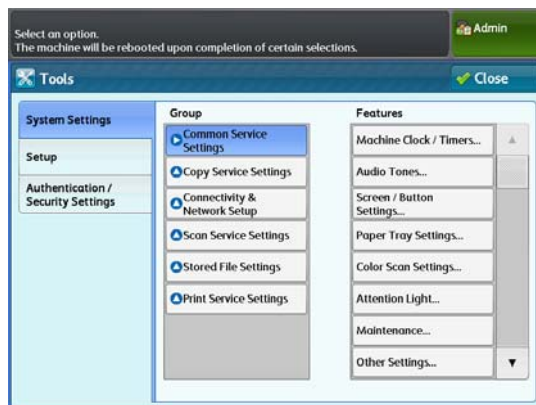 Select an option.
The machine will be rebooted upon completion of certain selections.
Admin
Tools
Close
System Settings
Setup
Authentication /
Security Settings
Group
Common Service
Settings
Copy Service Settings
Connectivity &
Network Setup
Scan Service Settings
Stored File Settings
Print Service Settings
Features
Machine Clock / Timers...
Audio Tones...
Screen / Button
Settings...
Paper Tray Settings...
Color Scan Settings...
Attention Light...
Maintenance...
Other Settings...